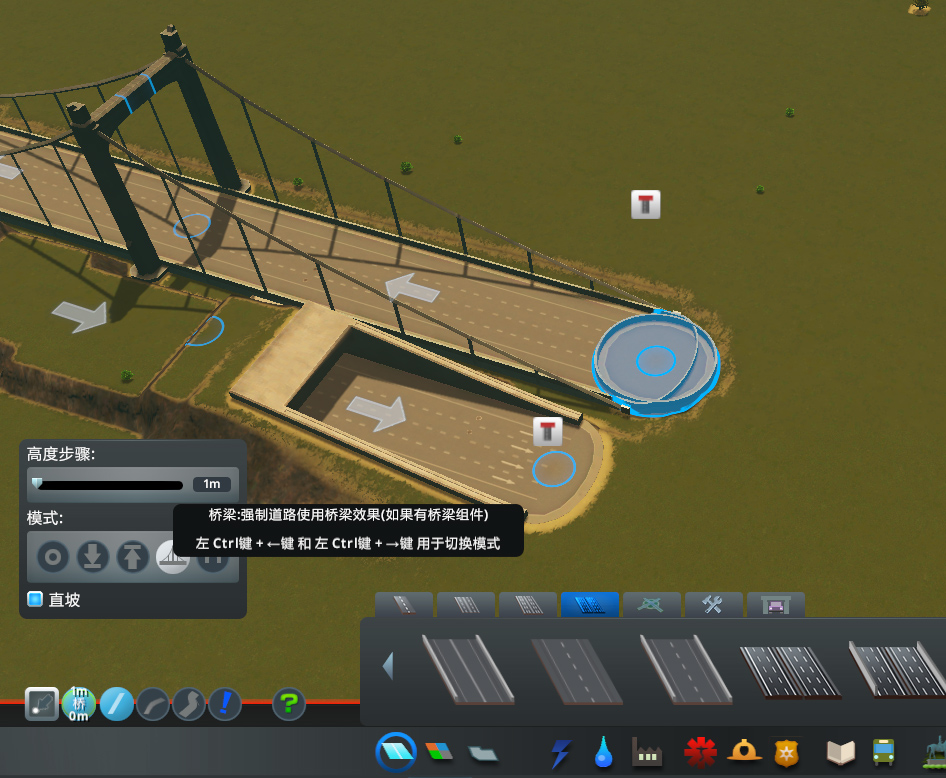 高度步骤:
1m
模式:
桥梁:强制道路使用桥梁效果(如果有桥梁组件)
左 Ctrl键 + ←键 和 左 Ctrl键 + →键 用于切换模式
直坡
1m
桥
0m